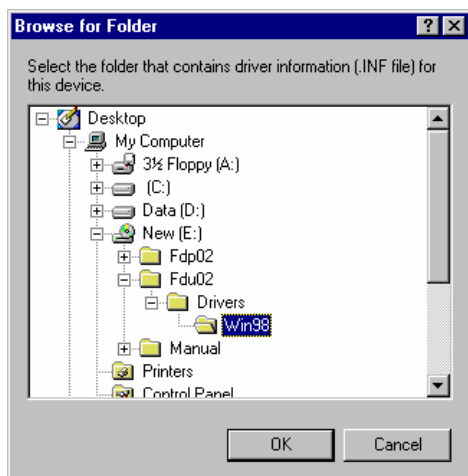 Browse for Folder
Select the folder that contains driver information (.INF file) for
this device.
Desktop
My Computer
3½ Floppy (A:)
(C:)
Data (D:)
New (E:)
Fdp02
Fdu02
Drivers
Win98
Manual
Printers
Control Panel
OK Cancel